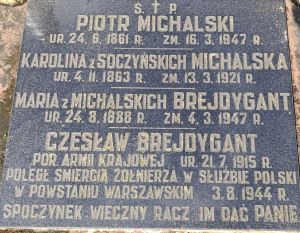 Ś † P
PIOTR MICHALSKI
UR. 24. 6. 1861 R. ZM. 16. 3. 1947 R.
KAROLINA z SOCZYŃSKICH MICHALSKA
UR. 4. 11. 1863 R. ZM. 13. 3. 1921 R.
MARIA z MICHALSKICH BREJDYGANT
UR. 24. 8. 1888 R. ZM. 4. 3. 1947 R.
CZESŁAW BREJDYGANT
POR. ARMII KRAJOWEJ UR. 21. 7. 1915 R.
POLEGŁ ŚMIERCIĄ ŻOŁNIERZA W SŁUŻBIE POLSKI
W POWSTANIU WARSZAWSKIM 3. 8. 1944 R.
SPOCZYNEK WIECZNY RACZ IM DAĆ PANIE